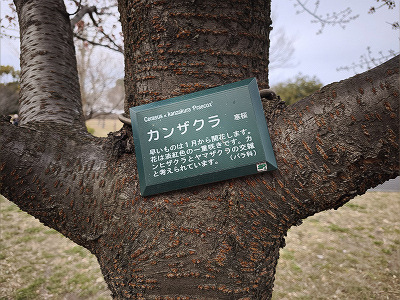 Cerasus × kanzakura 'Praecox'
カンザクラ 寒桜
早いものは１月から開花します。
花は淡紅色の一重咲きです。カ
ンヒザクラとヤマザクラの交雑
と考えられています。（バラ科）